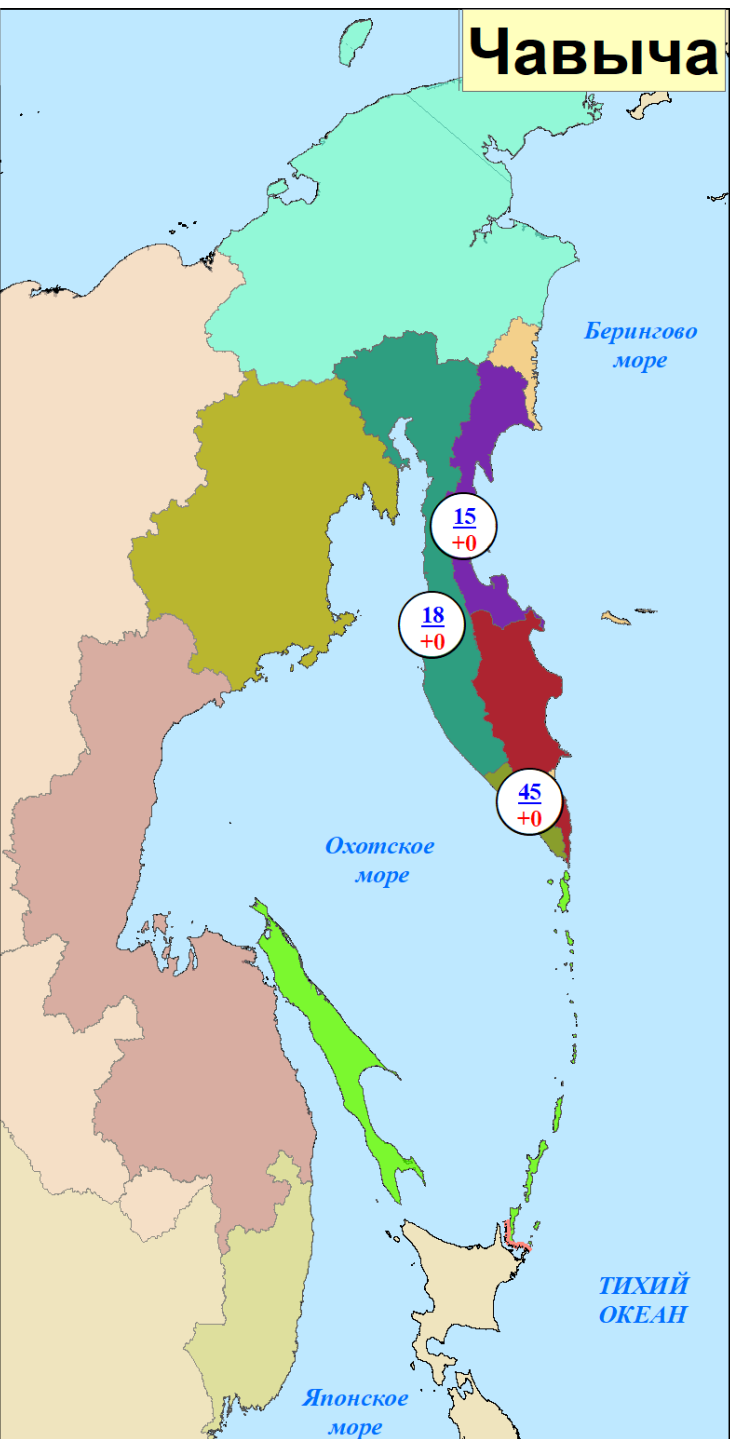 Чавыча
Берингово
море
15
+0
18
+0
45
+0
Охотское
море
ТИХИЙ
ОКЕАН
Японское
море